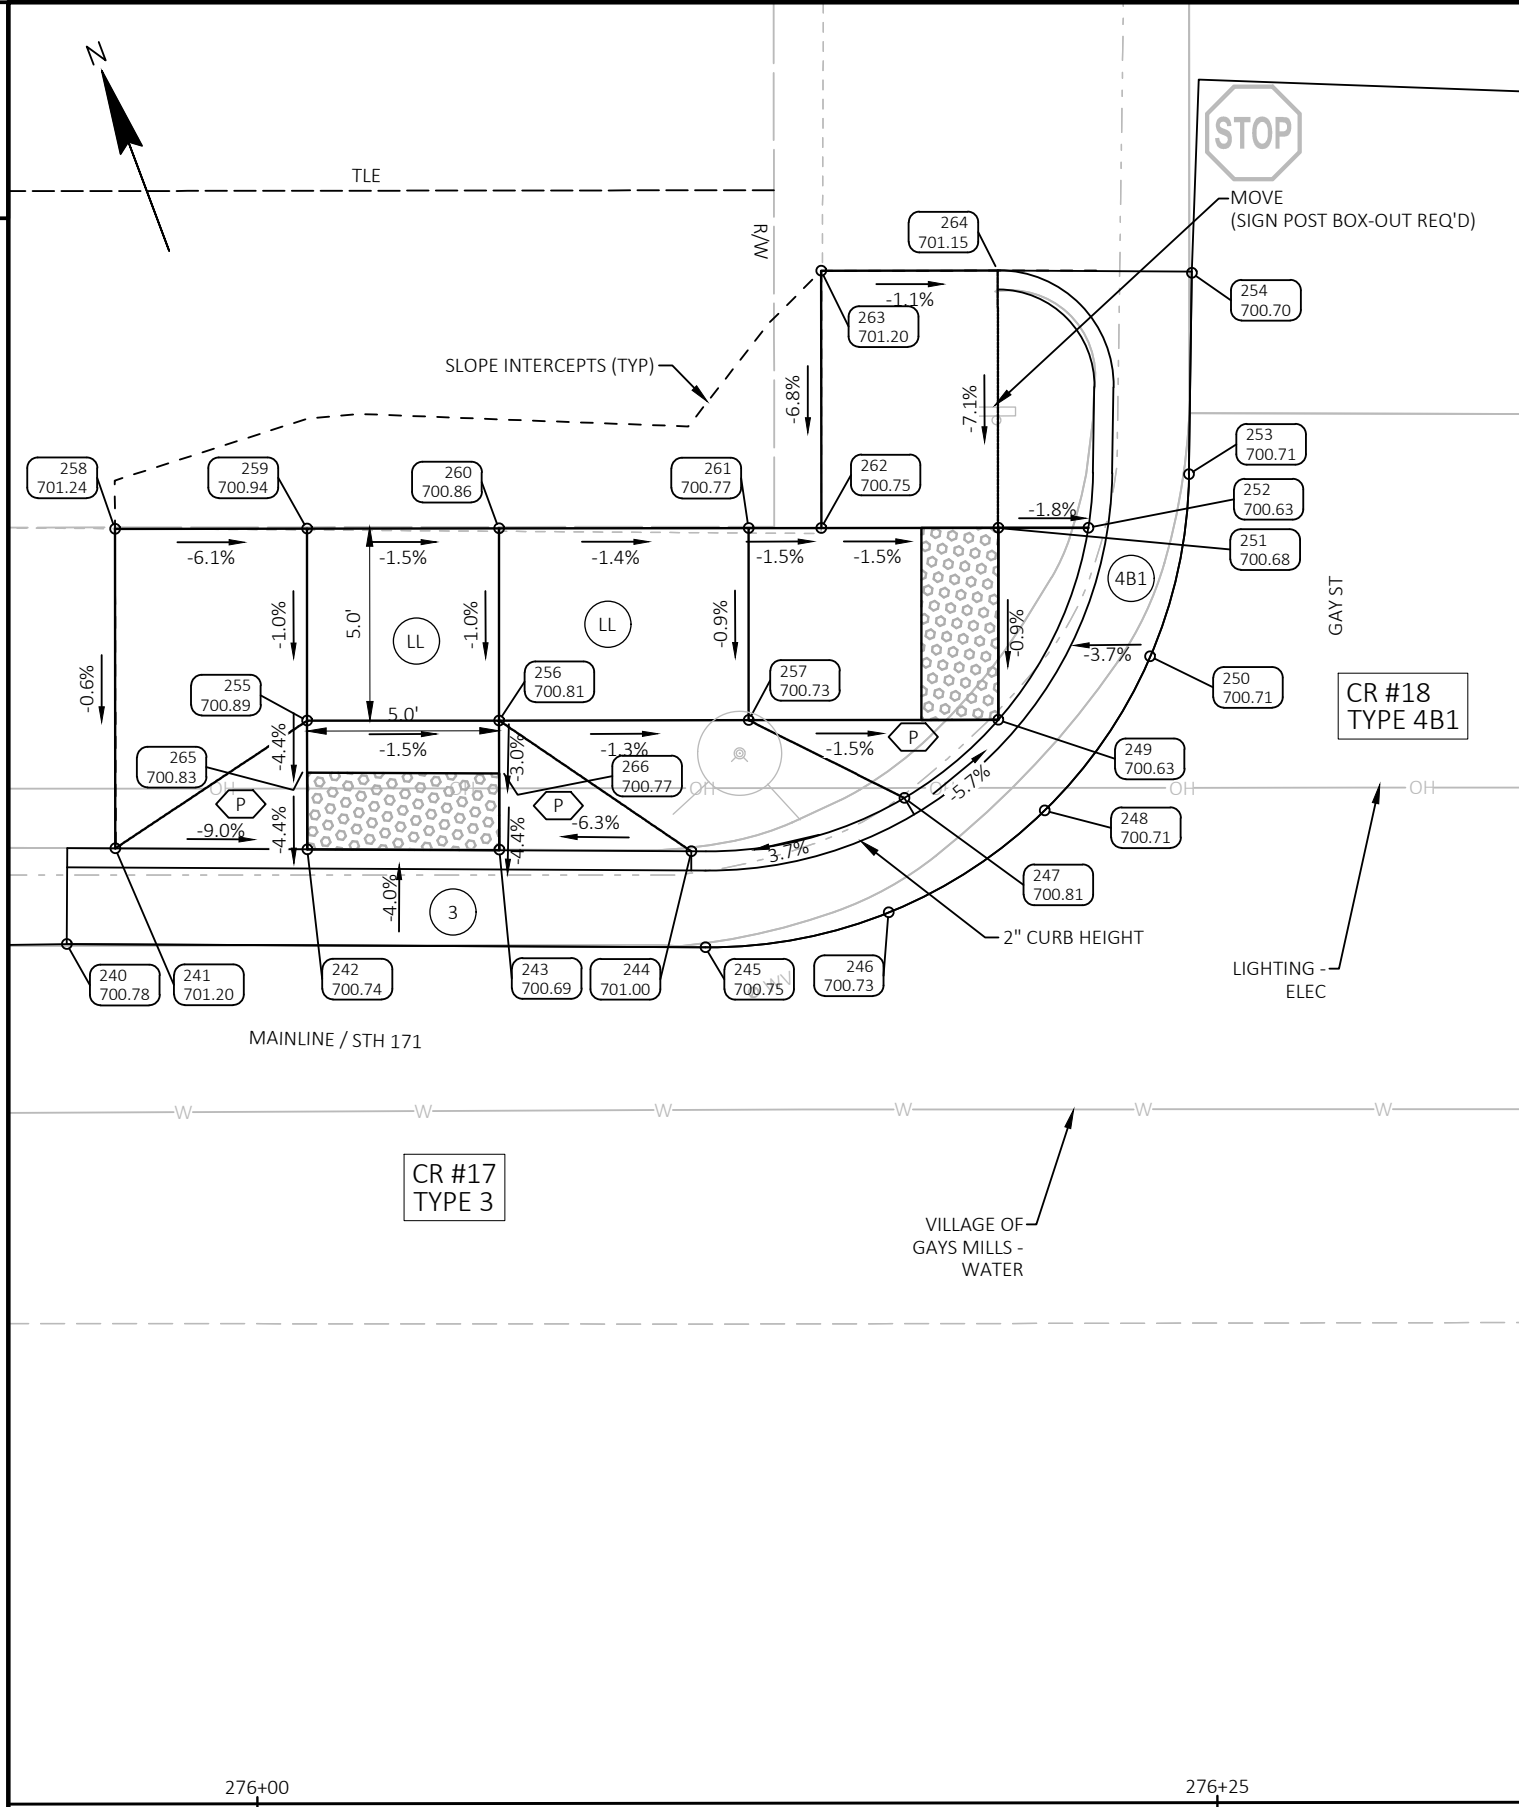 N
TLE
R/W
STOP
MOVE
(SIGN POST BOX-OUT REQ'D)
264
701.15
-1.1%
254
700.70
263
701.20
SLOPE INTERCEPTS (TYP)
-6.8%
-7.1%
253
700.71
258
701.24
259
700.94
260
700.86
261
700.77
262
700.75
252
700.63
-1.8%
251
700.68
-6.1%
-1.5%
-1.4%
-1.5%
-1.5%
4B1
GAY ST
-1.0%
5.0'
-1.0%
-0.9%
-0.9%
LL
LL
-3.7%
-0.6%
255
700.89
256
700.81
257
700.73
250
700.71
CR #18
TYPE 4B1
5.0'
-1.5%
-4.4%
-3.0%
-1.3%
-1.5%
P
249
700.63
265
700.83
266
700.77
-5.7%
OH
OH
OH
OH
OH
OH
P
P
-9.0%
-4.4%
-4.4%
-6.3%
3.7%
248
700.71
247
700.81
-4.0%
3
2" CURB HEIGHT
240
700.78
241
701.20
242
700.74
243
700.69
244
701.00
245
700.75
WV
246
700.73
LIGHTING -
ELEC
MAINLINE / STH 171
W
W
W
W
W
W
CR #17
TYPE 3
VILLAGE OF
GAYS MILLS -
WATER
276+00
276+25